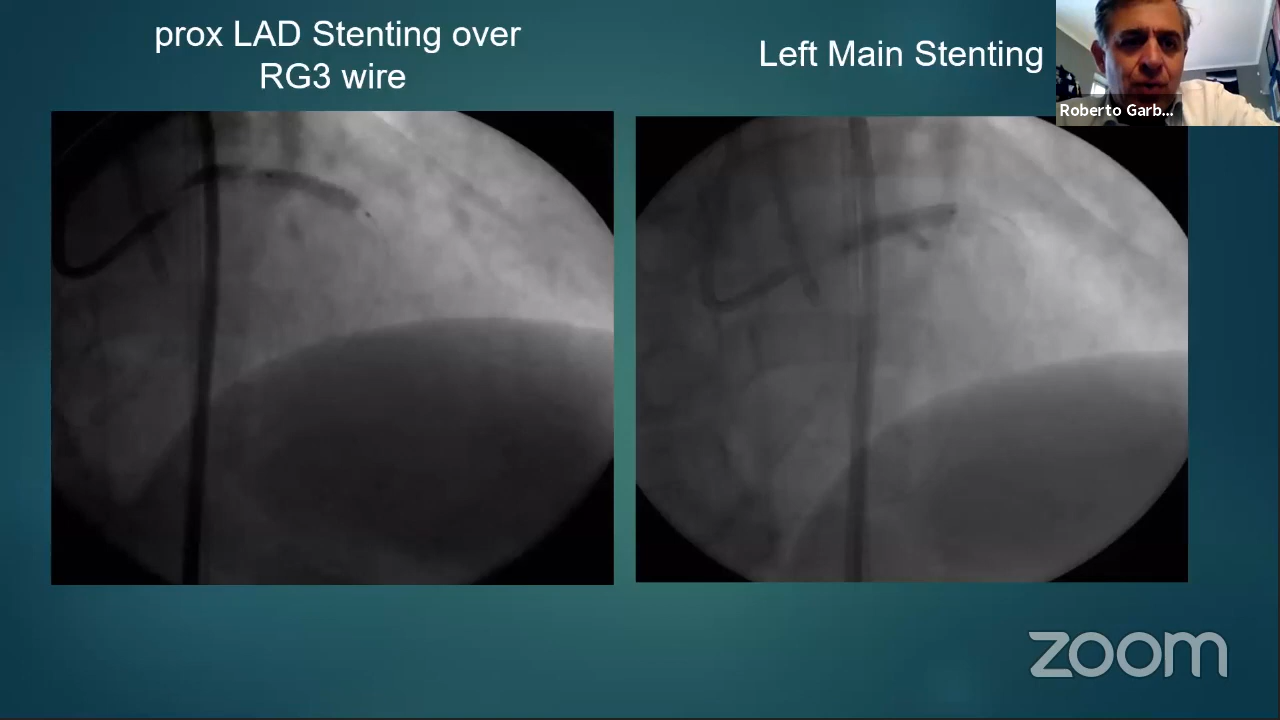 prox LAD Stenting over
RG3 wire
Left Main Stenting
Roberto Garb...
zoom